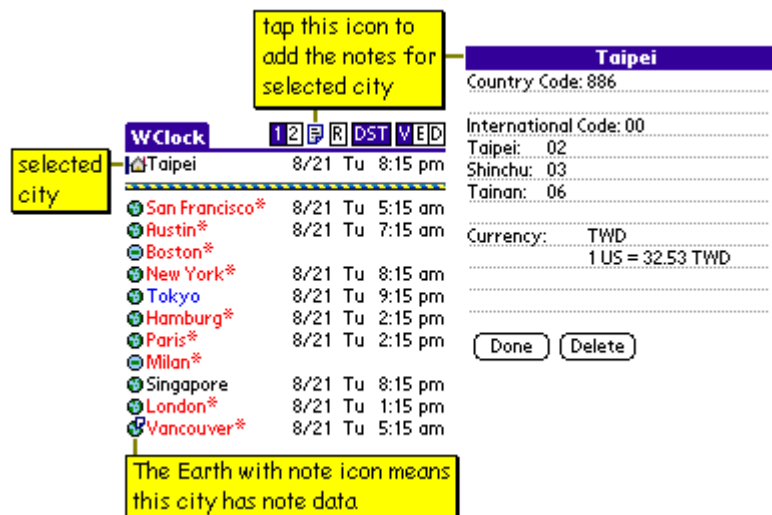 tap this icon to
add the notes for
selected city
WClock 1 2 R DST V E D
selected
city
Taipei 8/21 Tu 8:15 pm
San Francisco* 8/21 Tu 5:15 am
Austin* 8/21 Tu 7:15 am
Boston*
New York* 8/21 Tu 8:15 am
Tokyo 8/21 Tu 9:15 pm
Hamburg* 8/21 Tu 2:15 pm
Paris* 8/21 Tu 2:15 pm
Milan*
Singapore 8/21 Tu 8:15 pm
London* 8/21 Tu 1:15 pm
Vancouver* 8/21 Tu 5:15 am
The Earth with note icon means
this city has note data
Taipei
Country Code: 886
International Code: 00
Taipei: 02
Shinchu: 03
Tainan: 06
Currency: TWD
1 US = 32.53 TWD
Done Delete